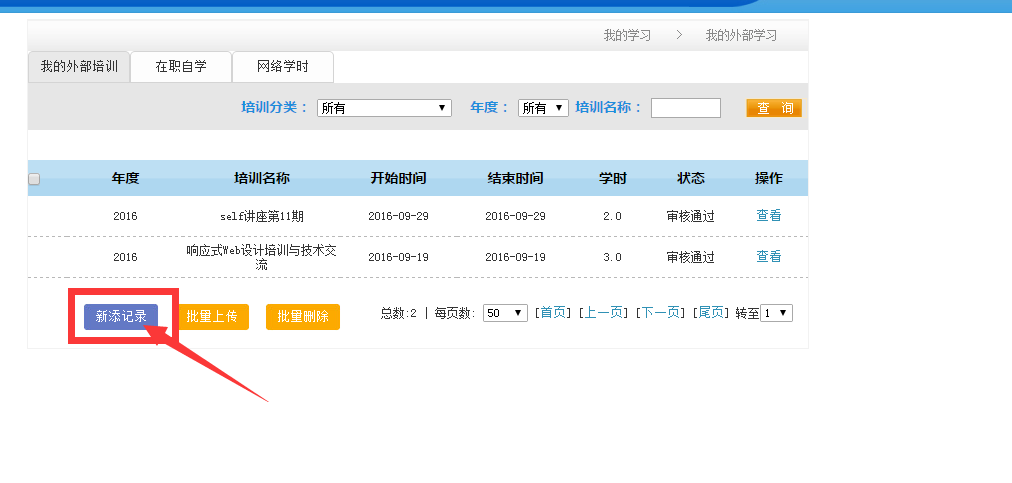 我的学习 > 我的外部学习
我的外部培训 在职自学 网络学时
培训分类： 所有 年度： 所有 培训名称： 查 询
年度 培训名称 开始时间 结束时间 学时 状态 操作
2016 self讲座第11期 2016-09-29 2016-09-29 2.0 审核通过 查看
2016 响应式Web设计培训与技术交流 2016-09-19 2016-09-19 3.0 审核通过 查看
新添记录 批量上传 批量删除 总数:2 | 每页数: 50 [首页] [上一页] [下一页] [尾页] 转至 1